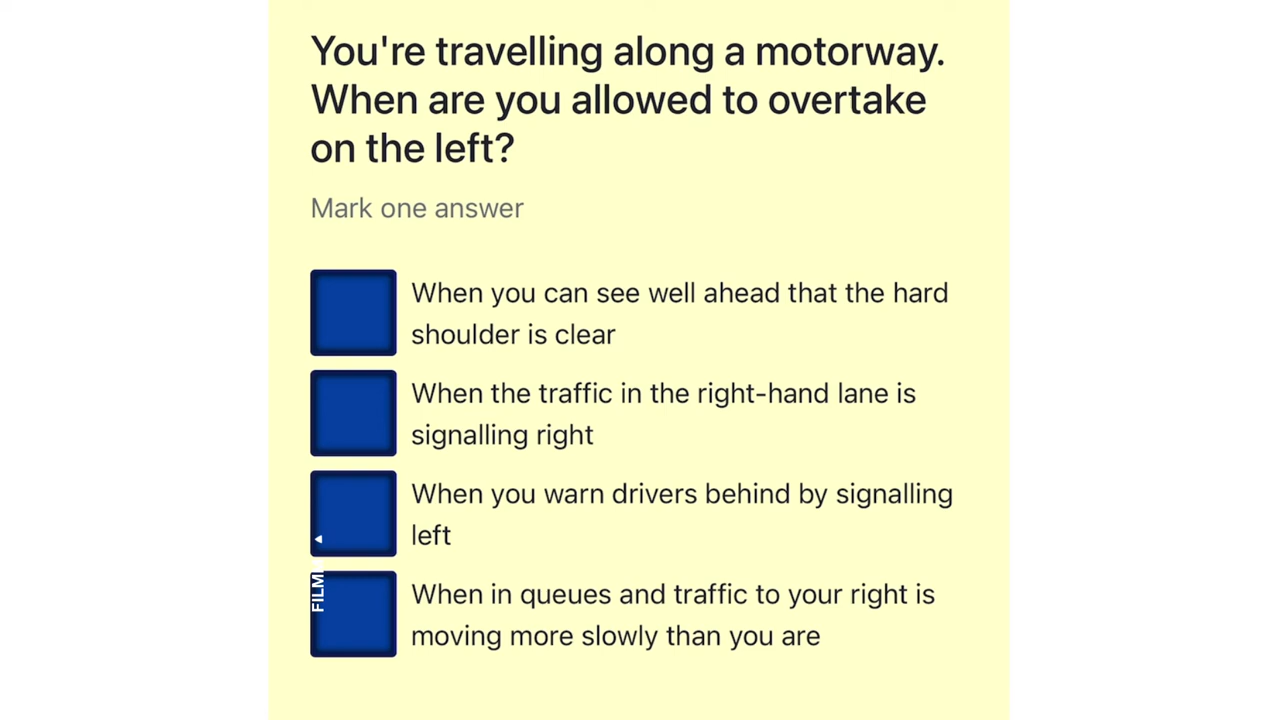 You're travelling along a motorway.
When are you allowed to overtake
on the left?
Mark one answer
When you can see well ahead that the hard
shoulder is clear
When the traffic in the right-hand lane is
signalling right
When you warn drivers behind by signalling
left
When in queues and traffic to your right is
moving more slowly than you are
FILM